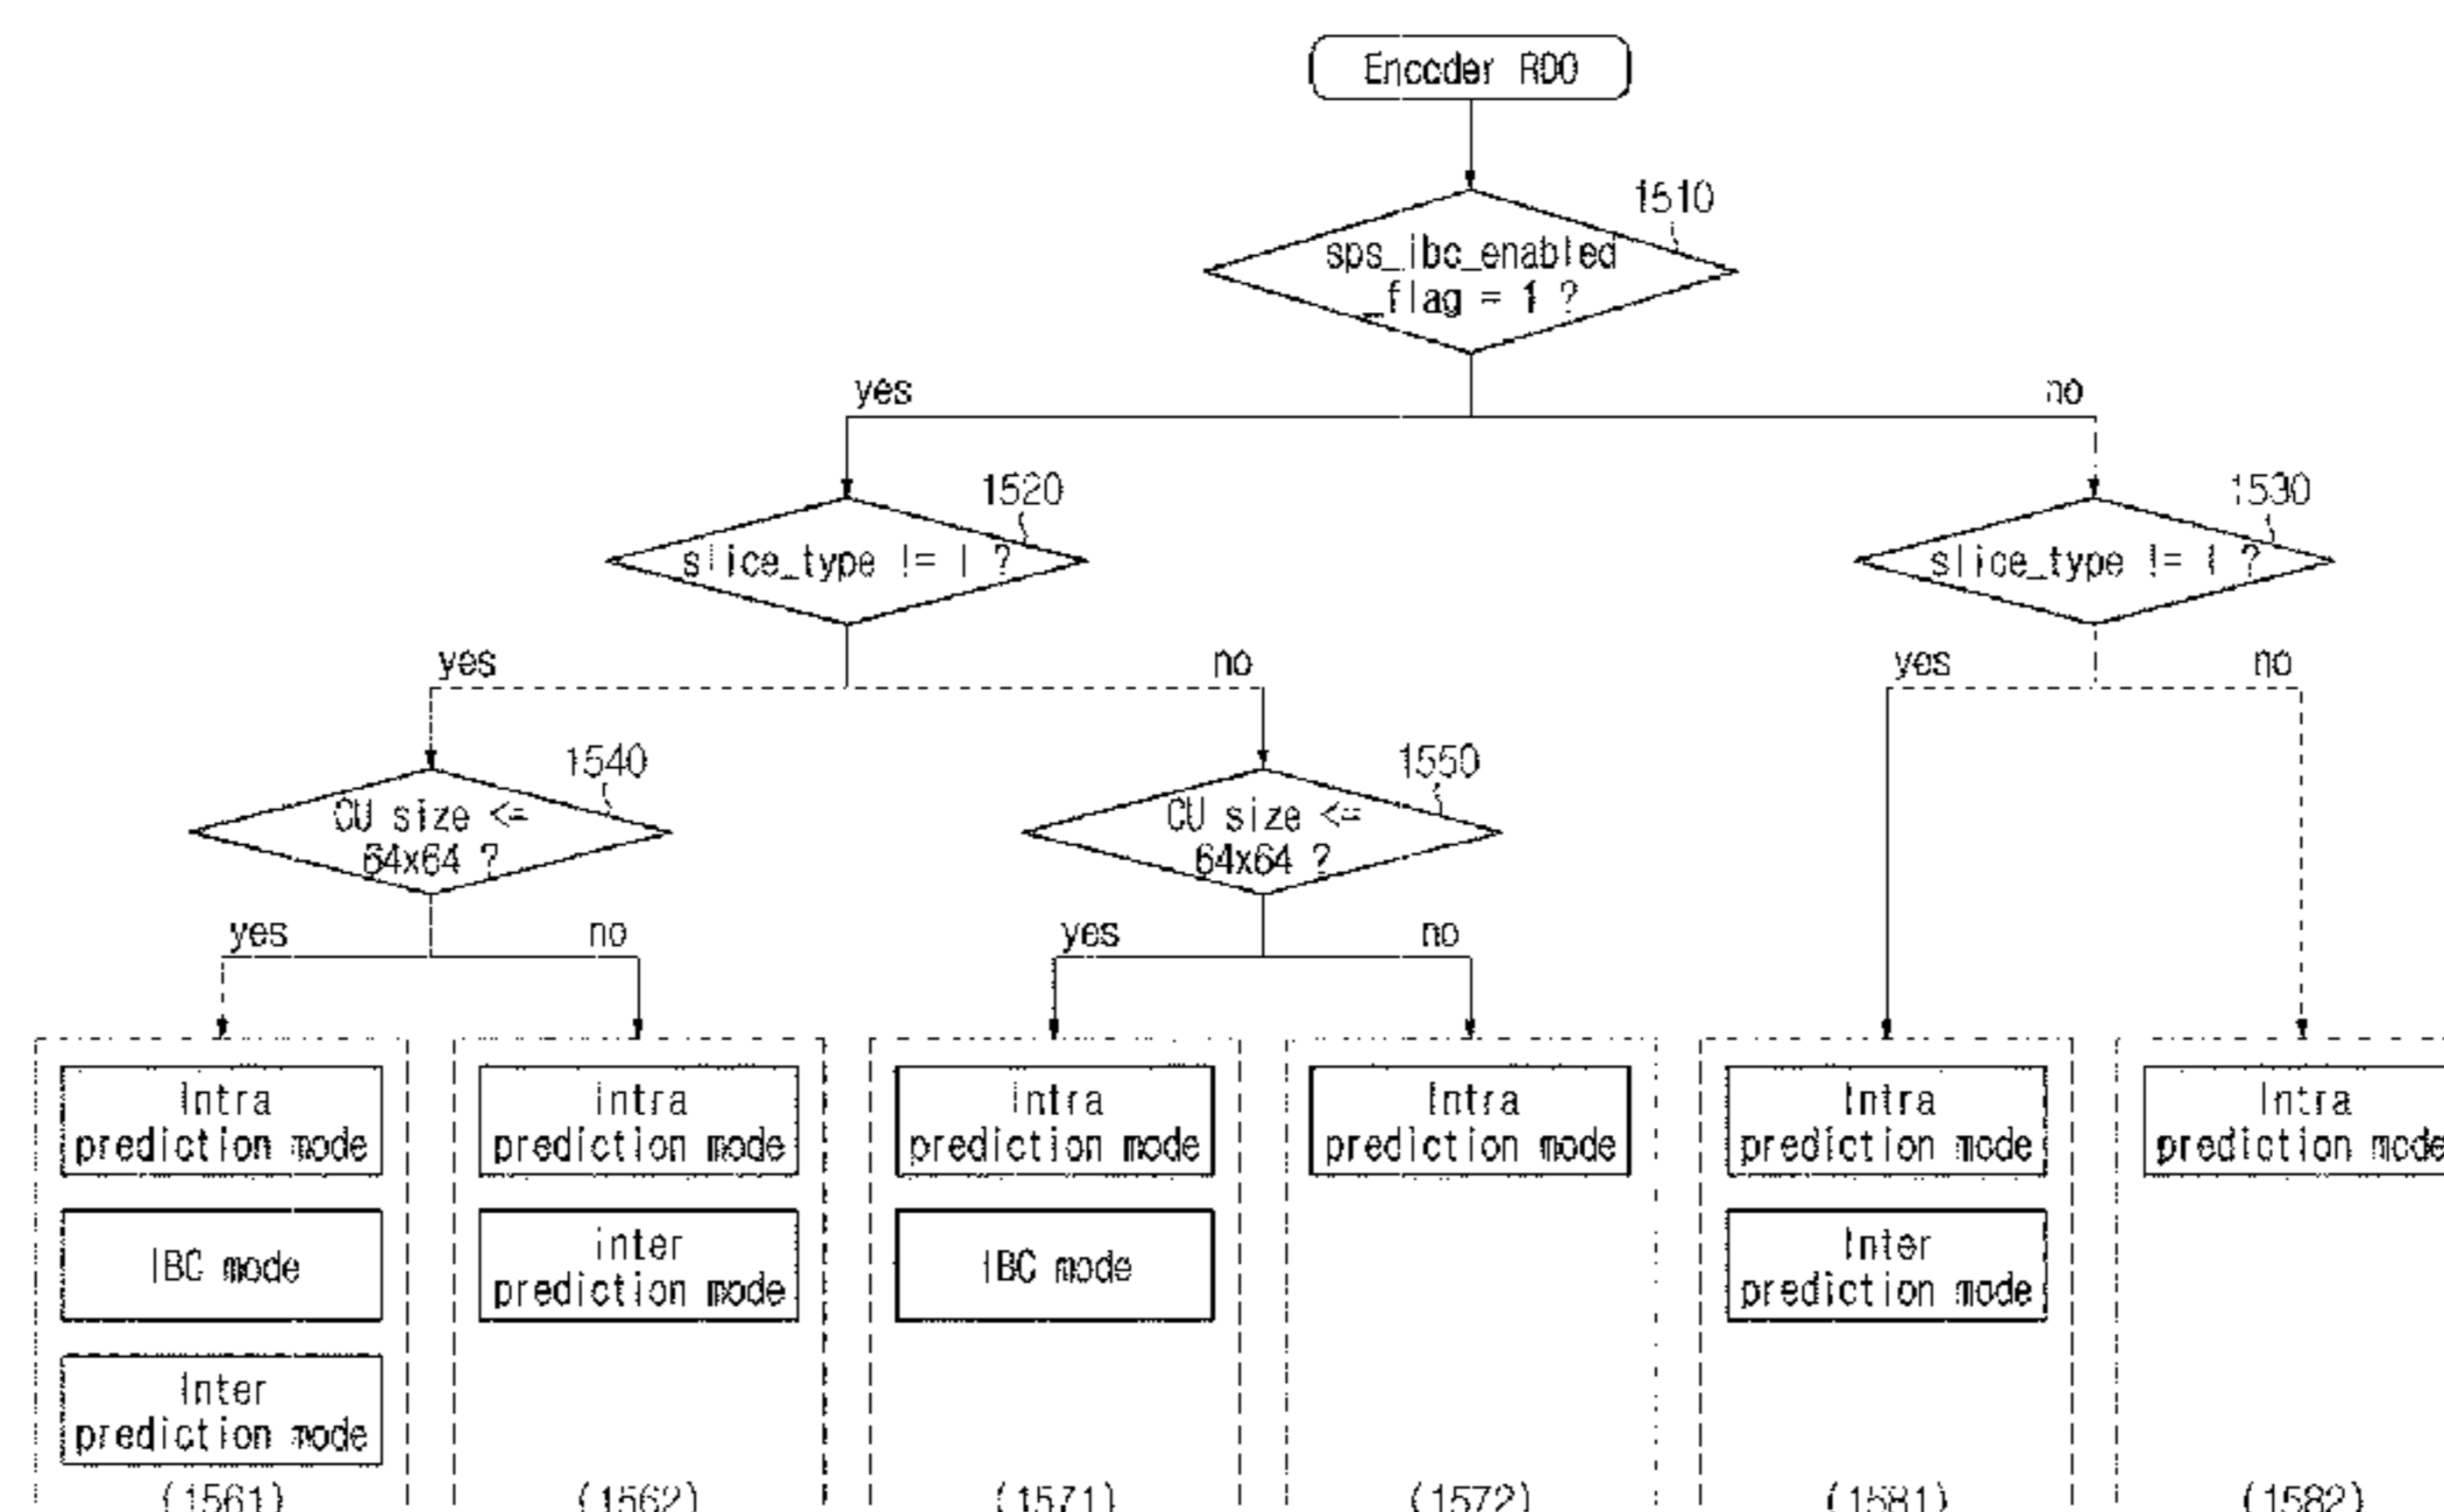 Encoder RDO
1510
sps_ibc_enabled
_flag = 1 ?
yes
no
1520
1530
slice_type != I ?
slice_type != I ?
yes
no
yes
no
1540
1550
CU size <=
64x64 ?
CU size <=
64x64 ?
yes
no
yes
no
Intra
prediction mode
IBC mode
Inter
prediction mode
(1561)
intra
prediction mode
inter
prediction mode
(1562)
intra
prediction mode
IBC mode
(1571)
Intra
prediction mode
(1572)
Intra
prediction mode
Inter
prediction mode
(1581)
Intra
prediction mode
(1582)